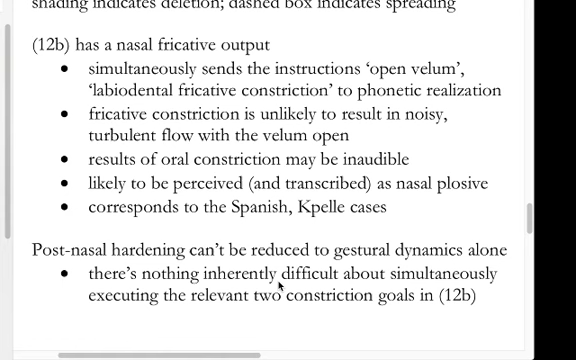 shading indicates deletion; dashed box indicates spreading
(12b) has a nasal fricative output
• simultaneously sends the instructions ‘open velum’,
‘labiodental fricative constriction’ to phonetic realization
• fricative constriction is unlikely to result in noisy,
turbulent flow with the velum open
• results of oral constriction may be inaudible
• likely to be perceived (and transcribed) as nasal plosive
• corresponds to the Spanish, Kpelle cases
Post-nasal hardening can’t be reduced to gestural dynamics alone
• there’s nothing inherently difficult about simultaneously
executing the relevant two constriction goals in (12b)